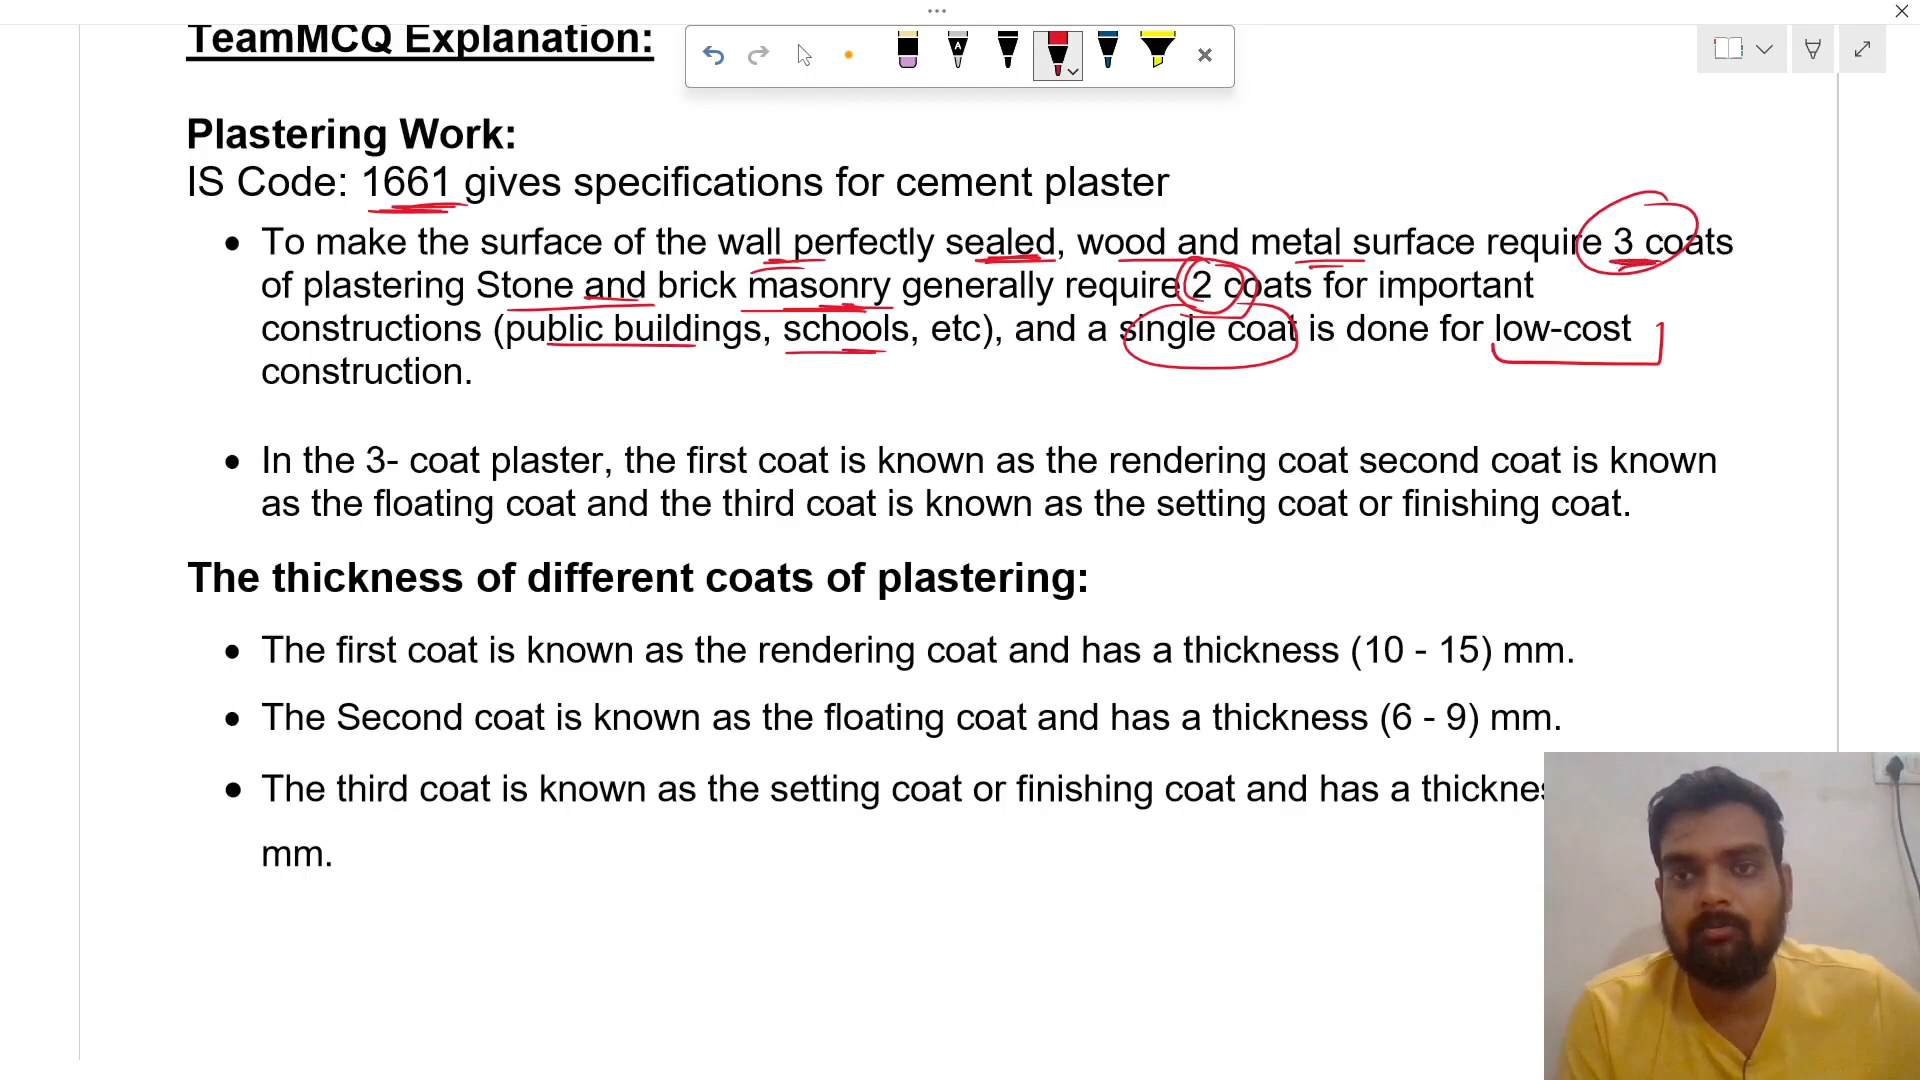 TeamMCQ Explanation:
Plastering Work:
IS Code: 1661 gives specifications for cement plaster
• To make the surface of the wall perfectly sealed, wood and metal surface require 3 coats
of plastering Stone and brick masonry generally require 2 coats for important
constructions (public buildings, schools, etc), and a single coat is done for low-cost
construction.
• In the 3- coat plaster, the first coat is known as the rendering coat second coat is known
as the floating coat and the third coat is known as the setting coat or finishing coat.
The thickness of different coats of plastering:
• The first coat is known as the rendering coat and has a thickness (10 - 15) mm.
• The Second coat is known as the floating coat and has a thickness (6 - 9) mm.
• The third coat is known as the setting coat or finishing coat and has a
mm.